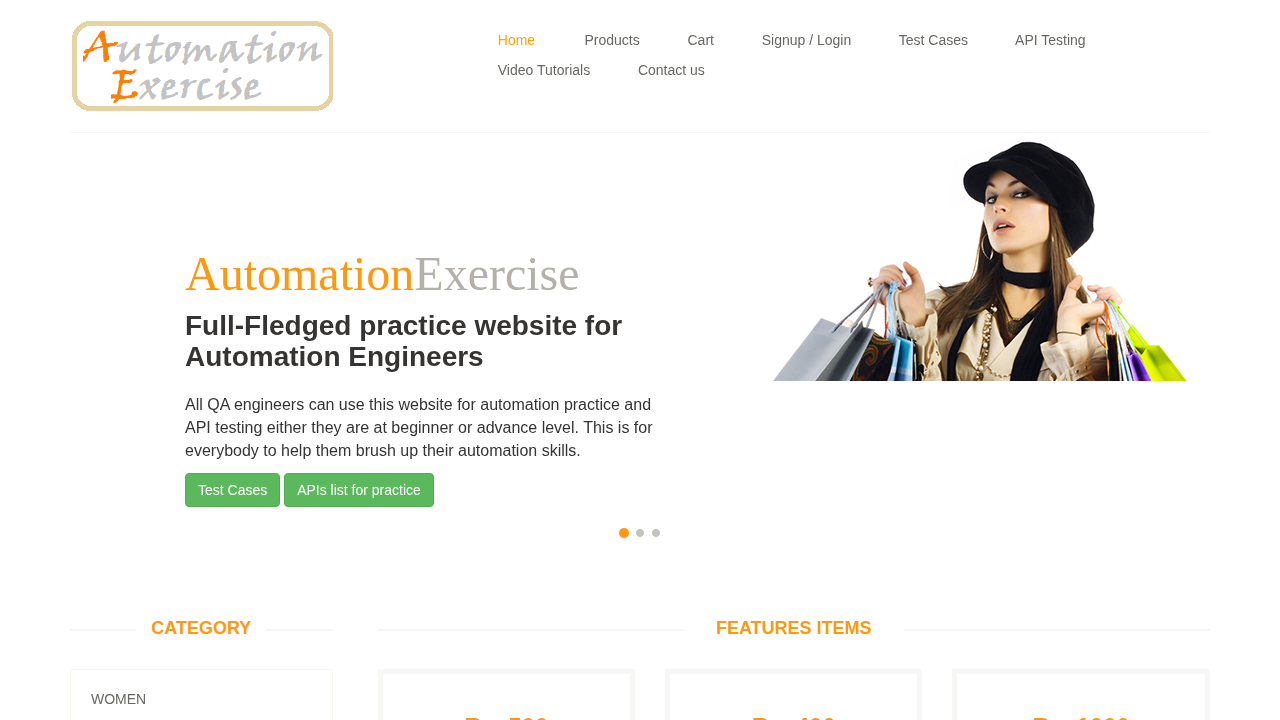 Automation
Exercise
Home Products Cart Signup / Login Test Cases API Testing
Video Tutorials Contact us
AutomationExercise
Full-Fledged practice website for
Automation Engineers
All QA engineers can use this website for automation practice and
API testing either they are at beginner or advance level. This is for
everybody to help them brush up their automation skills.
Test Cases APIs list for practice
CATEGORY
FEATURES ITEMS
WOMEN